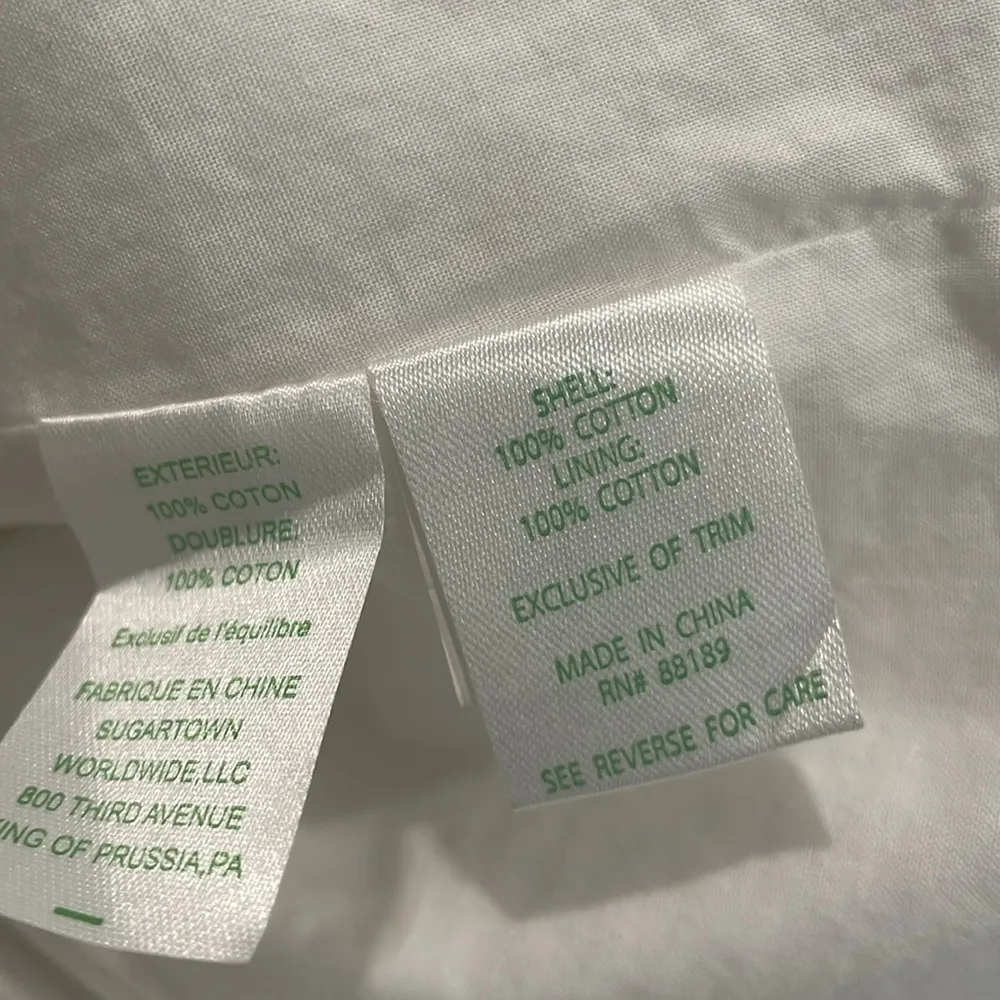 EXTERIEUR:
100% COTON
DOUBLURE:
100% COTON
Exclusif de l'équilibre
FABRIQUE EN CHINE
SUGARTOWN
WORLDWIDE,LLC
800 THIRD AVENUE
KING OF PRUSSIA,PA
SHELL:
100% COTTON
LINING:
100% COTTON
EXCLUSIVE OF TRIM
MADE IN CHINA
RN# 88189
SEE REVERSE FOR CARE